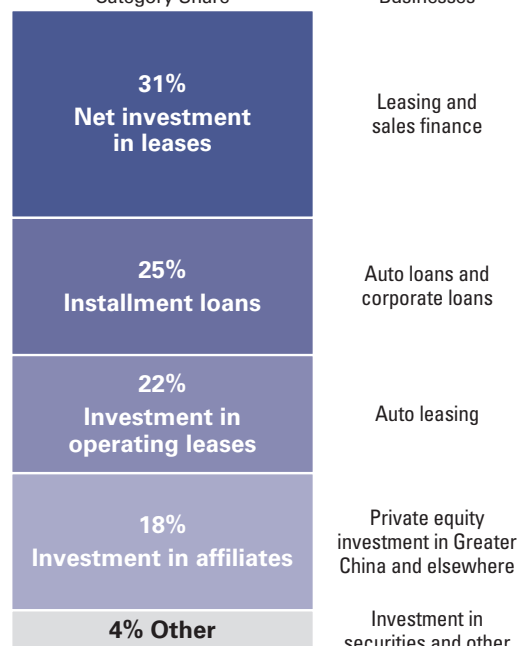 Category Share
Businesses
31%
Net investment
in leases
Leasing and
sales finance
25%
Installment loans
Auto loans and
corporate loans
22%
Investment in
operating leases
Auto leasing
18%
Investment in affiliates
Private equity
investment in Greater
China and elsewhere
4% Other
Investment in
securities and other